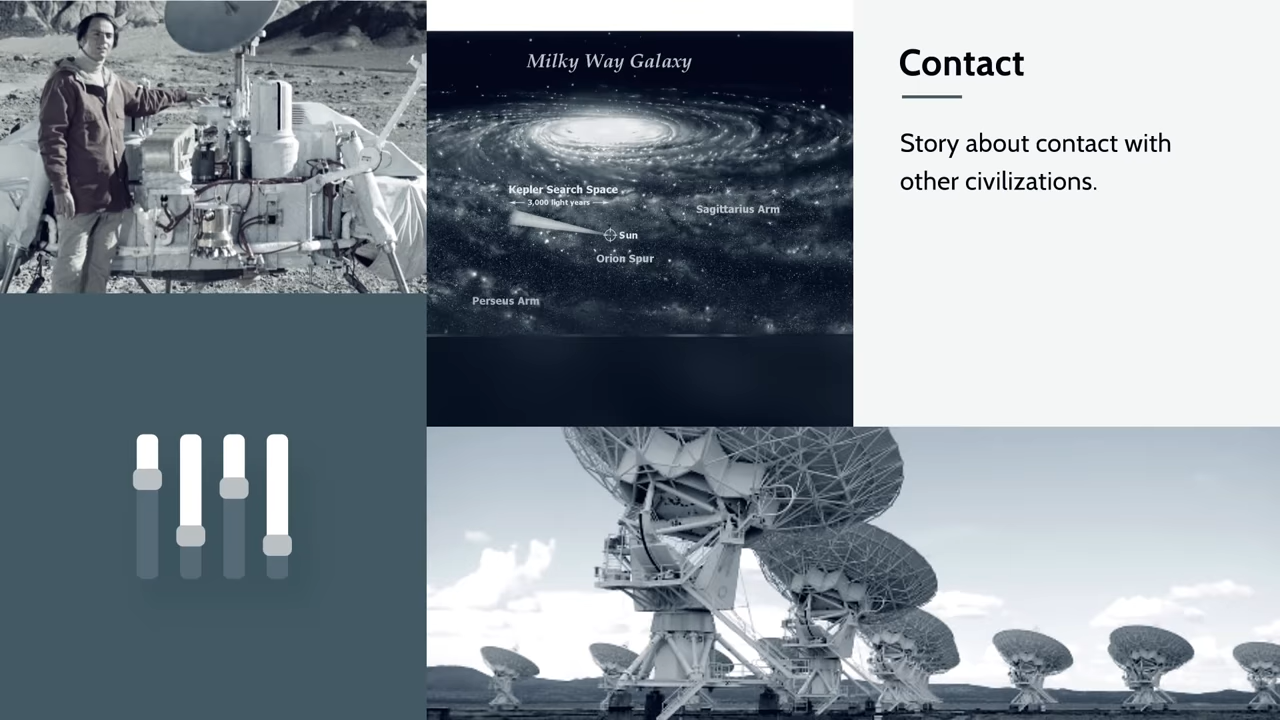 Milky Way Galaxy
Kepler Search Space
3,000 light years
Sun
Orion Spur
Sagittarius Arm
Perseus Arm
Contact
Story about contact with
other civilizations.